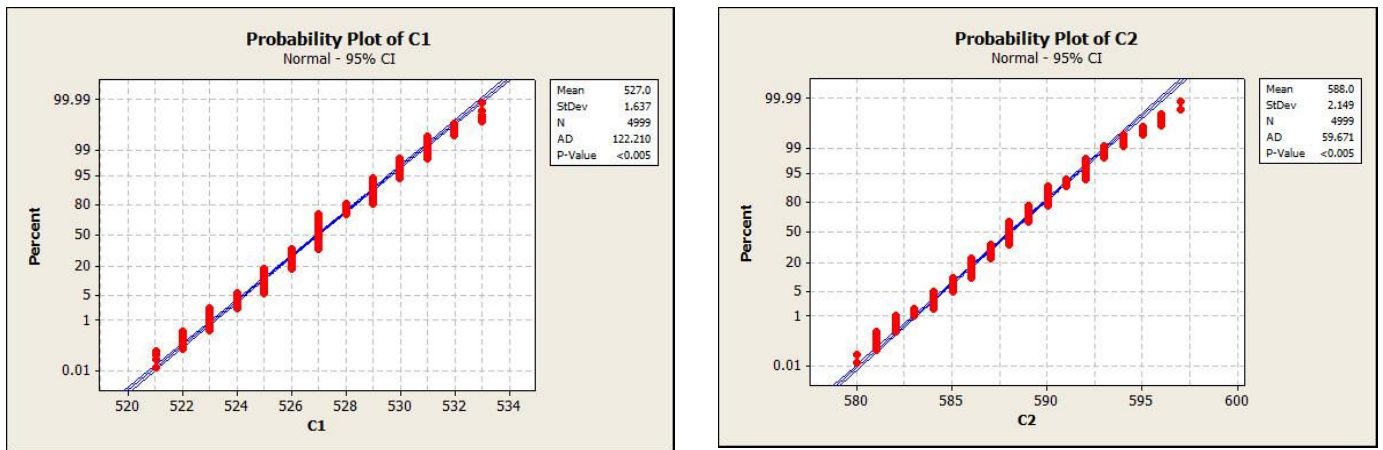 Probability Plot of C1
Normal - 95% CI
99.99
99
95
80
50
20
5
1
0.01
Percent
520 522 524 526 528 530 532 534
C1
Mean 527.0
StDev 1.637
N 4999
AD 122.210
P-Value <0.005
Probability Plot of C2
Normal - 95% CI
99.99
99
95
80
50
20
5
1
0.01
Percent
580 585 590 595 600
C2
Mean 588.0
StDev 2.149
N 4999
AD 59.671
P-Value <0.005